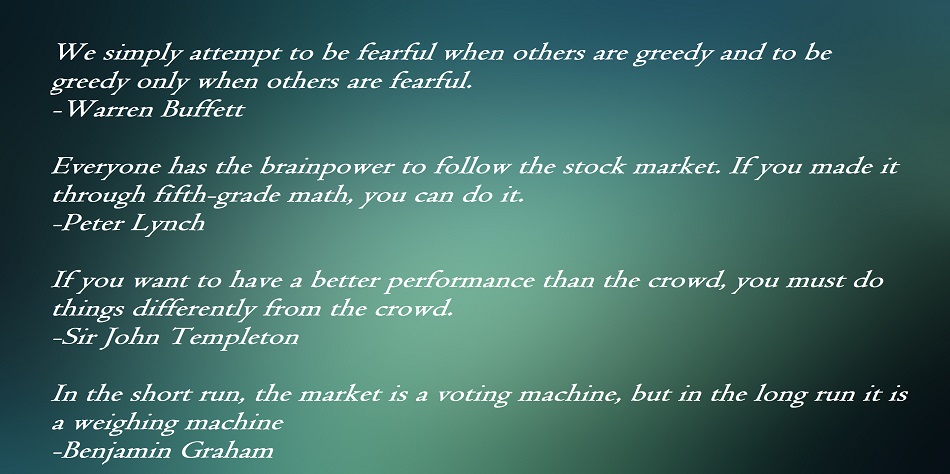 We simply attempt to be fearful when others are greedy and to be
greedy only when others are fearful.
-Warren Buffett
Everyone has the brainpower to follow the stock market. If you made it
through fifth-grade math, you can do it.
-Peter Lynch
If you want to have a better performance than the crowd, you must do
things differently from the crowd.
-Sir John Templeton
In the short run, the market is a voting machine, but in the long run it is
a weighing machine
-Benjamin Graham